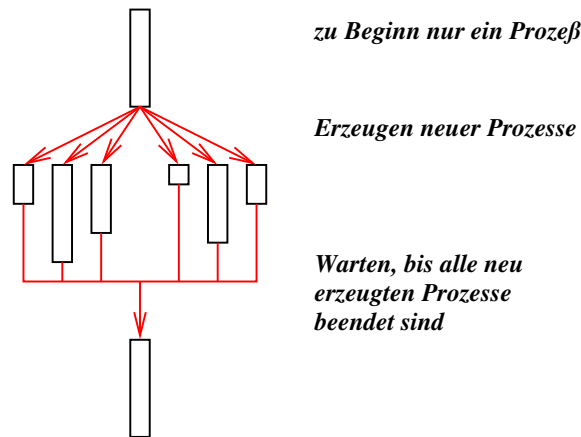 zu Beginn nur ein Prozeß
Erzeugen neuer Prozesse
Warten, bis alle neu
erzeugten Prozesse
beendet sind